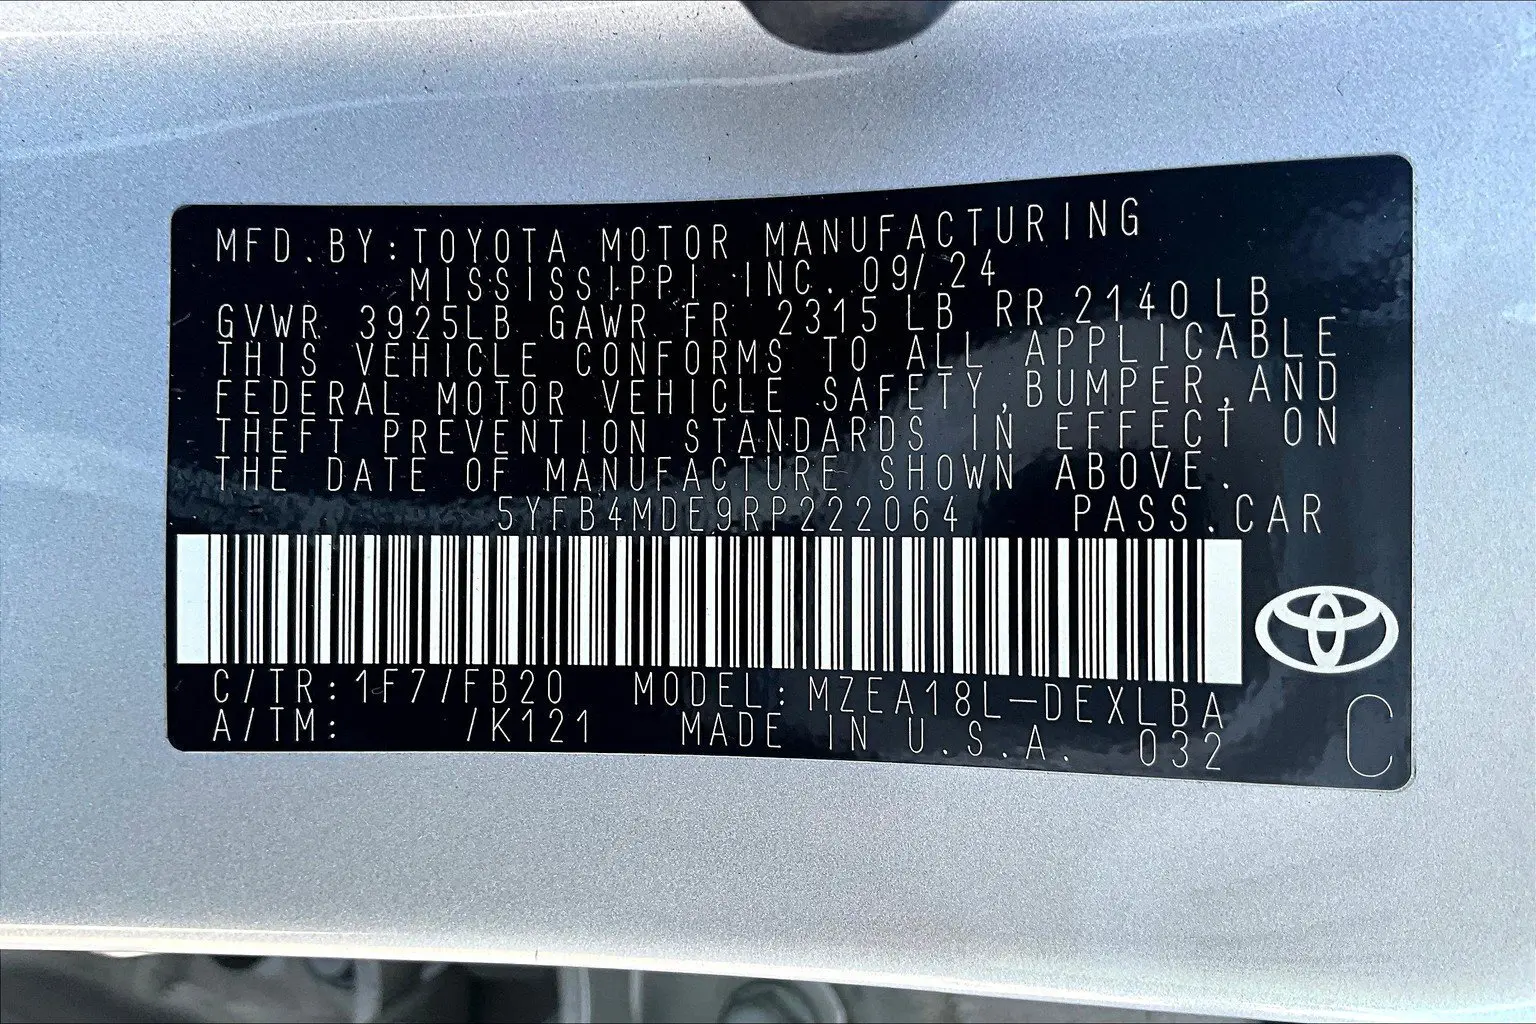 MFD.BY:TOYOTA MOTOR MANUFACTURING
MISSISSIPPI INC. 09/24
GVWR 3925LB GAWR FR 2315 LB RR 2140 LB
THIS VEHICLE CONFORMS TO ALL APPLICABLE
FEDERAL MOTOR VEHICLE SAFETY,BUMPER,AND
THEFT PREVENTION STANDARDS IN EFFECT ON
THE DATE OF MANUFACTURE SHOWN ABOVE.
5YFB4MDE9RP222064 PASS.CAR
C/TR:1F7/FB20 MODEL:MZEA18L-DEXLBA
A/TM: /K121 MADE IN U.S.A. 032
C